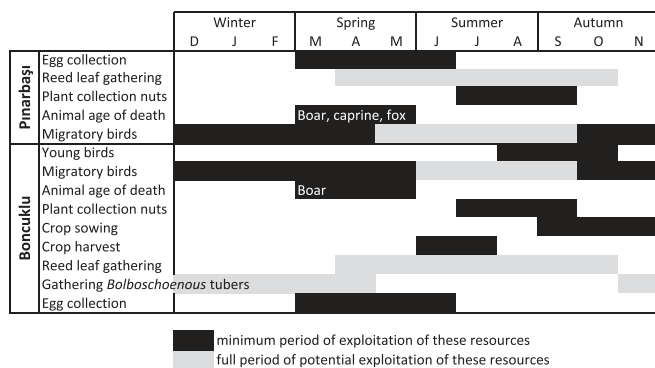 Winter Spring Summer Autumn
D J F M A M J J A S O N
Pınarbaşı
Egg collection
Reed leaf gathering
Plant collection nuts
Animal age of death Boar, caprine, fox
Migratory birds
Boncuklu
Young birds
Migratory birds
Animal age of death Boar
Plant collection nuts
Crop sowing
Crop harvest
Reed leaf gathering
Gathering Bolboschoenous tubers
Egg collection
minimum period of exploitation of these resources
full period of potential exploitation of these resources